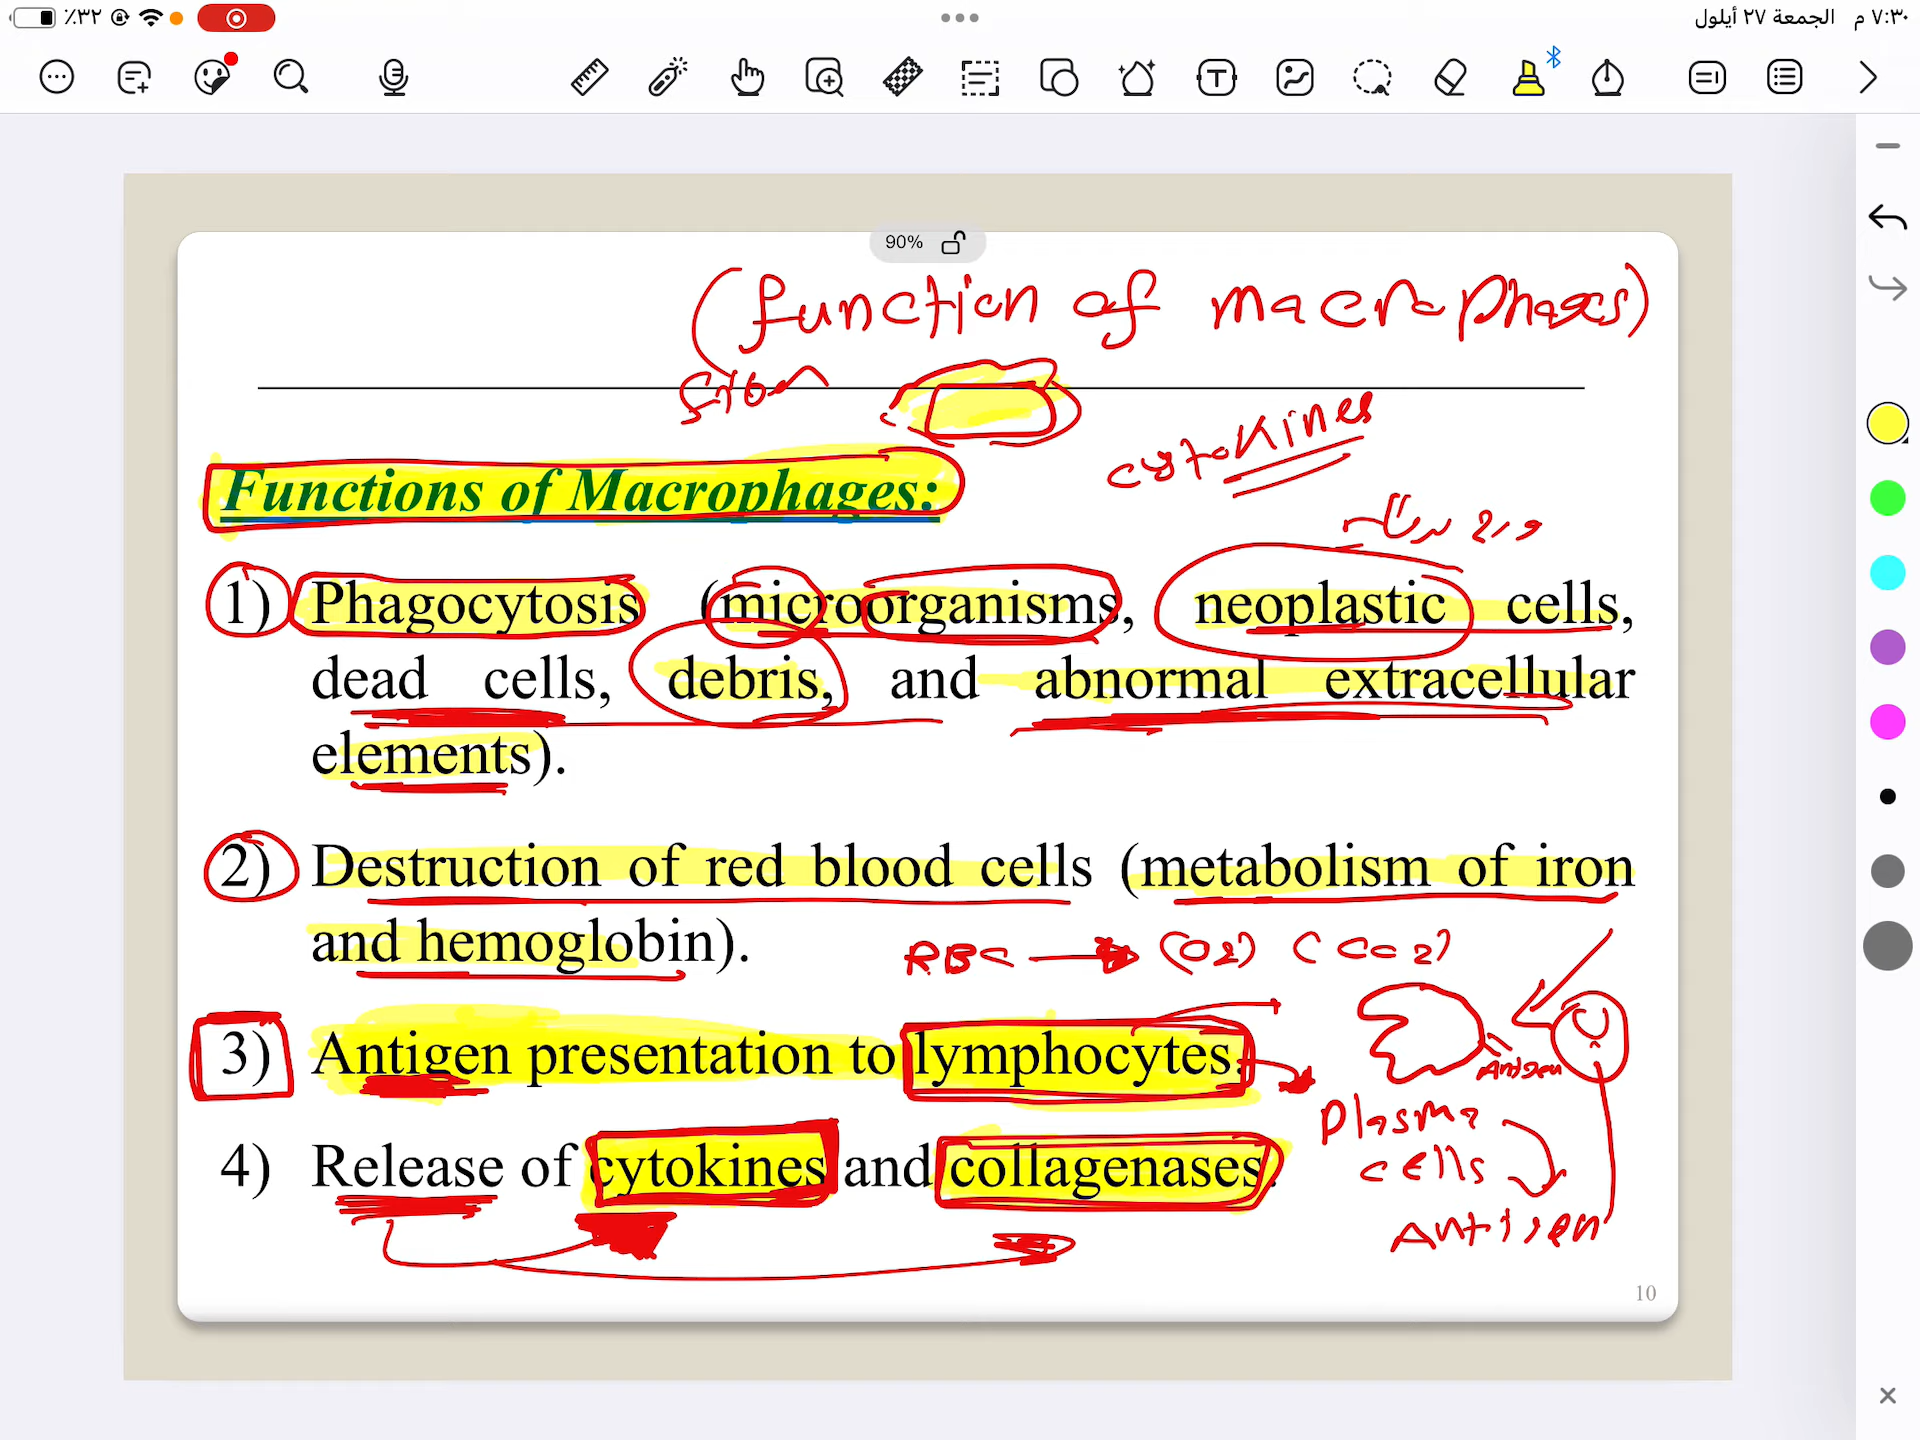 ٪٣٢
٧:٣٠ م الجمعة ٢٧ أيلول
90%
(function of macrophages)
cytokines
Functions of Macrophages:
1) Phagocytosis (microorganisms, neoplastic cells,
dead cells, debris, and abnormal extracellular
elements).
2) Destruction of red blood cells (metabolism of iron
and hemoglobin).
RBC (O2) (CO2)
3) Antigen presentation to lymphocytes.
Antigen
Plasma
cells
4) Release of cytokines and collagenases.
Antigen
10